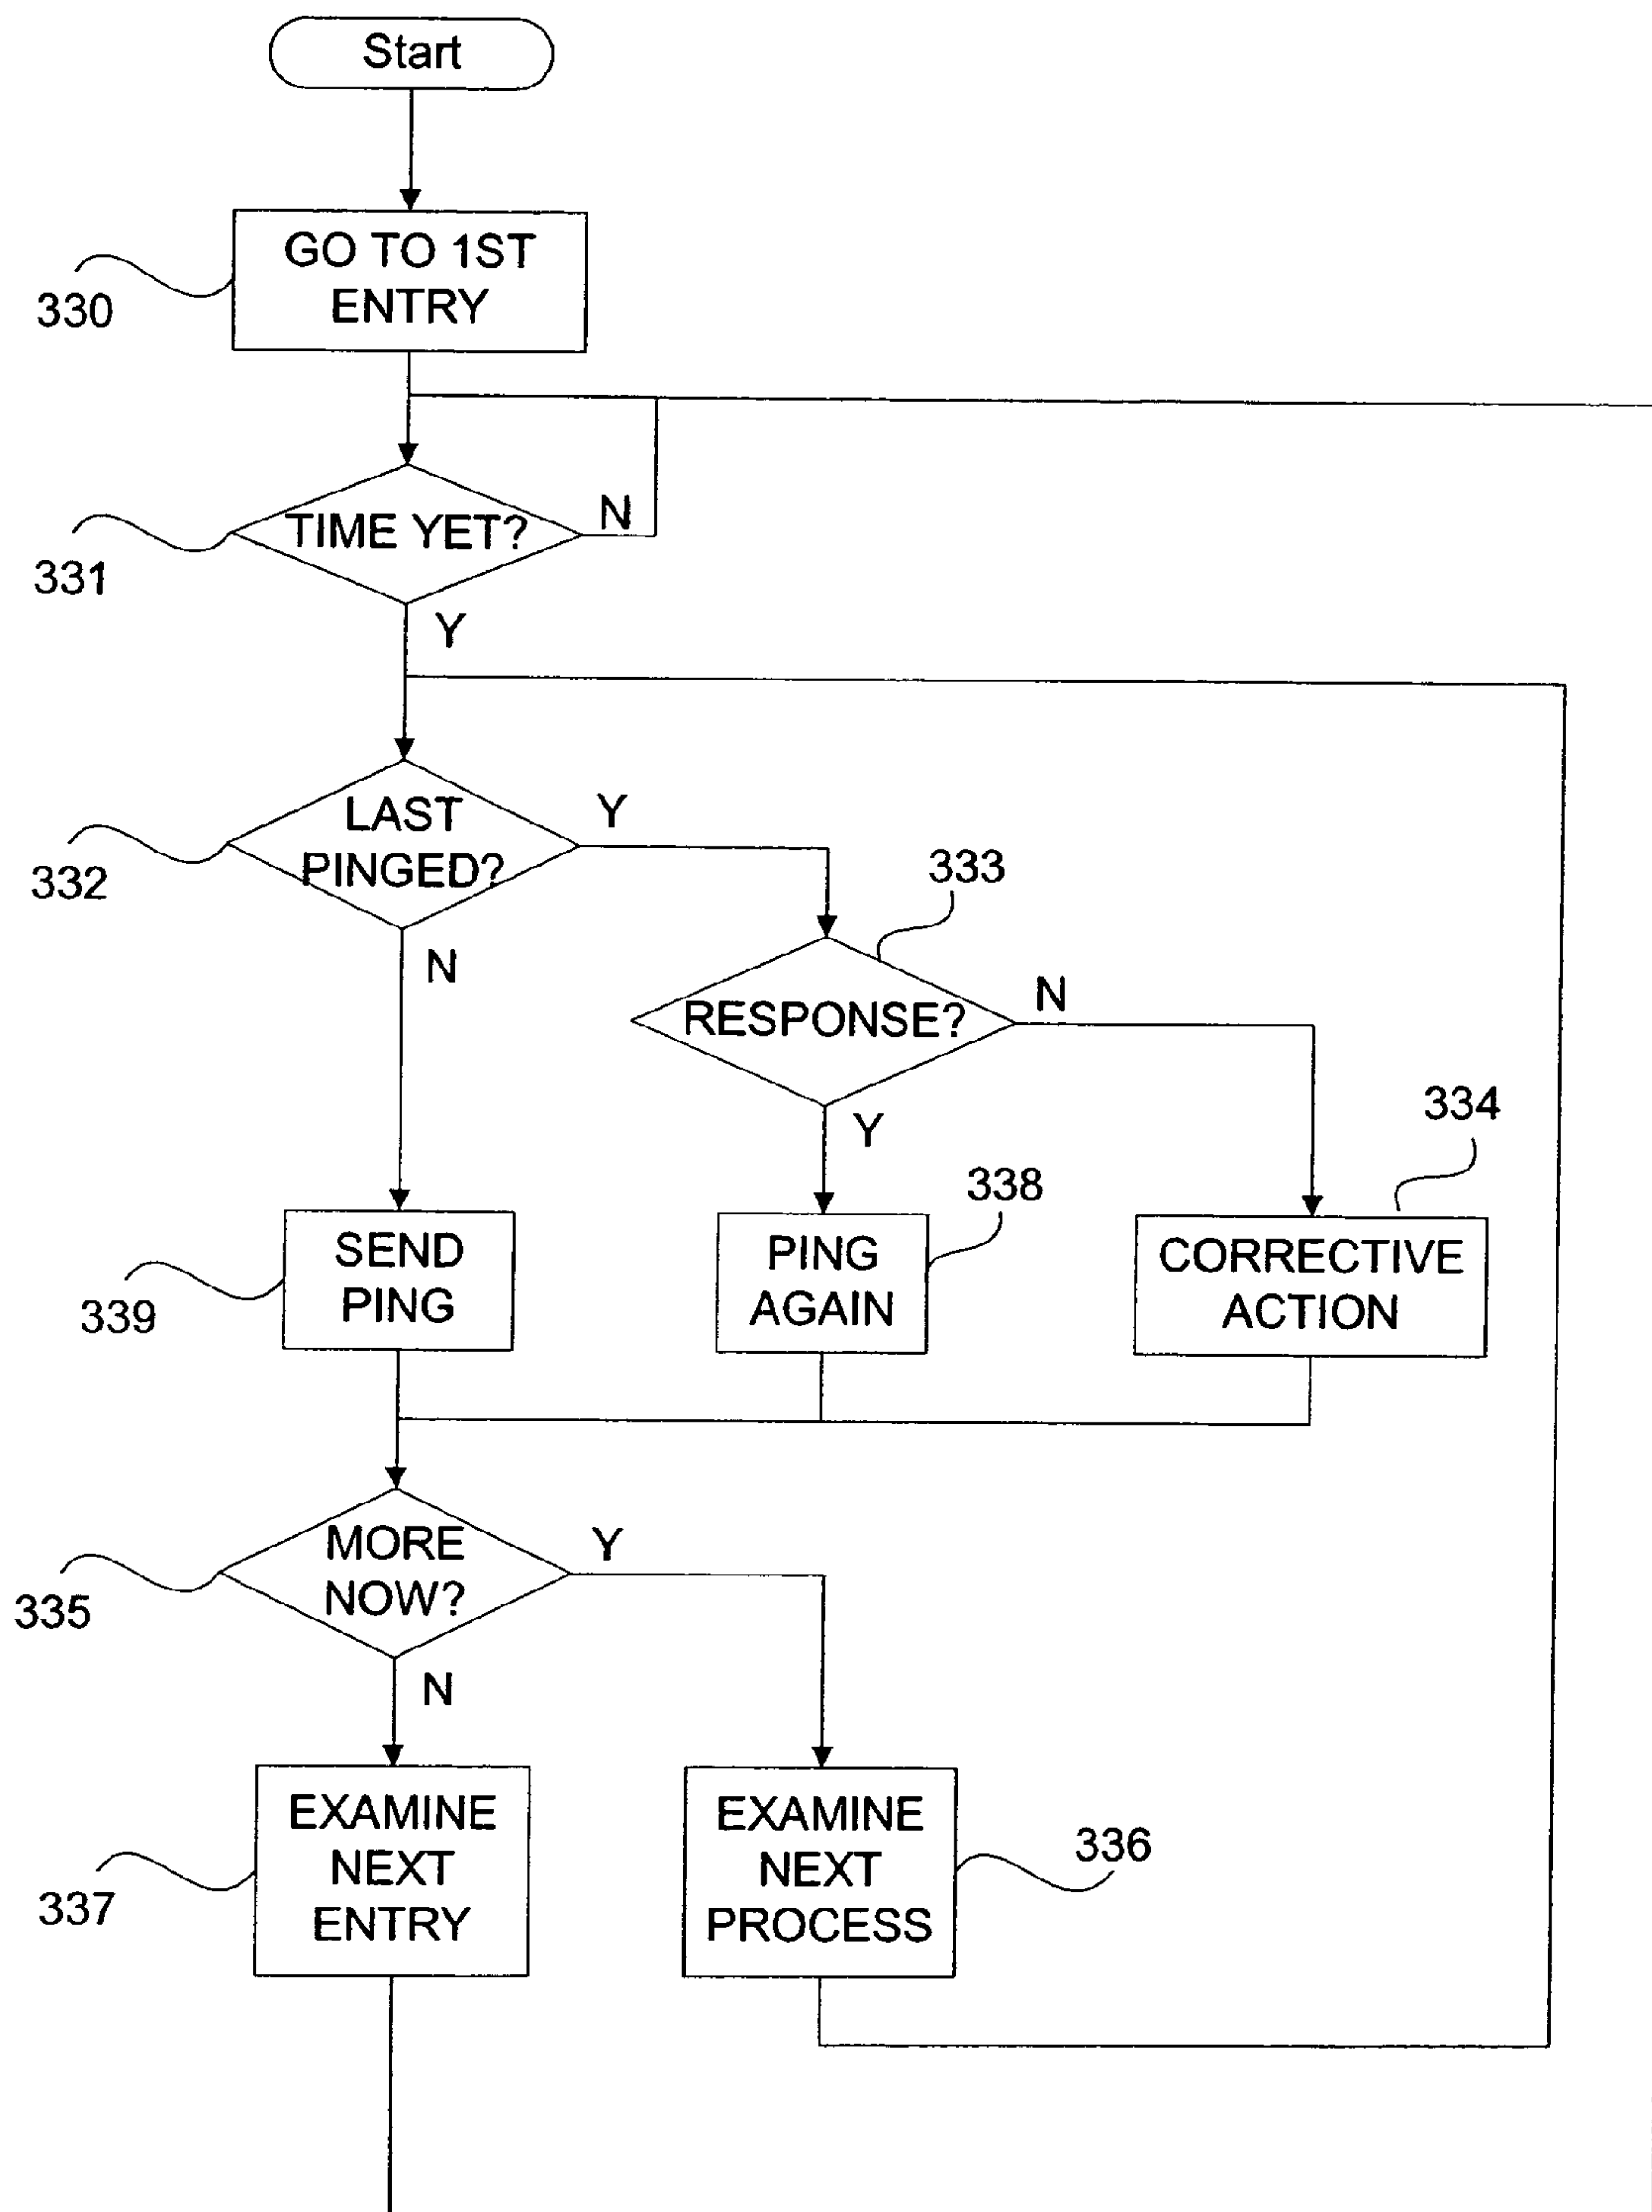 Start
GO TO 1ST
ENTRY
330
TIME YET?
N
331
Y
LAST
PINGED?
Y
332
333
N
RESPONSE?
N
334
Y
338
SEND
PING
PING
AGAIN
CORRECTIVE
ACTION
339
MORE
NOW?
Y
335
N
EXAMINE
NEXT
ENTRY
EXAMINE
NEXT
PROCESS
336
337